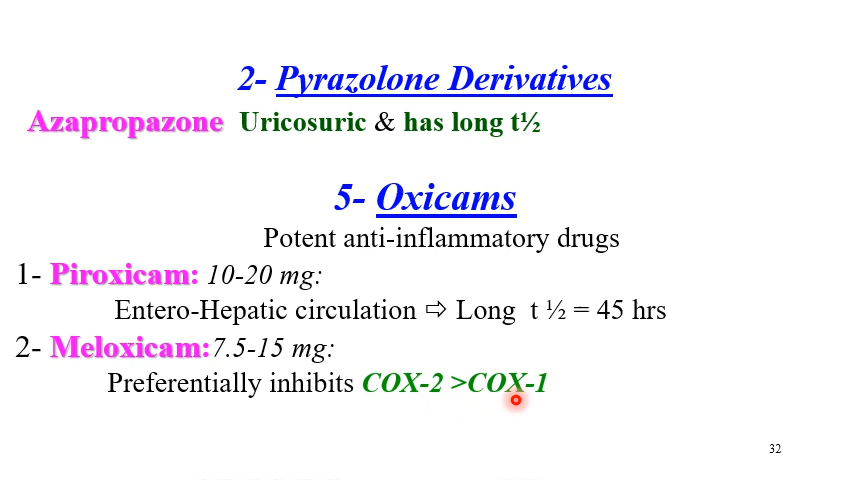 2- Pyrazolone Derivatives
Azapropazone Uricosuric & has long t½
5- Oxicams
Potent anti-inflammatory drugs
1- Piroxicam: 10-20 mg:
Entero-Hepatic circulation ⇨ Long t ½ = 45 hrs
2- Meloxicam:7.5-15 mg:
Preferentially inhibits COX-2 >COX-1
32